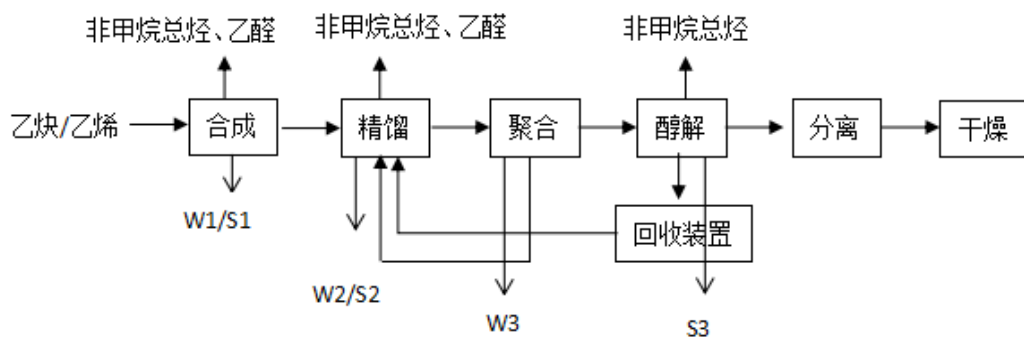 非甲烷总烃、乙醛
非甲烷总烃、乙醛
非甲烷总烃
乙炔/乙烯
合成
精馏
聚合
醇解
分离
干燥
W1/S1
回收装置
W2/S2
W3
S3